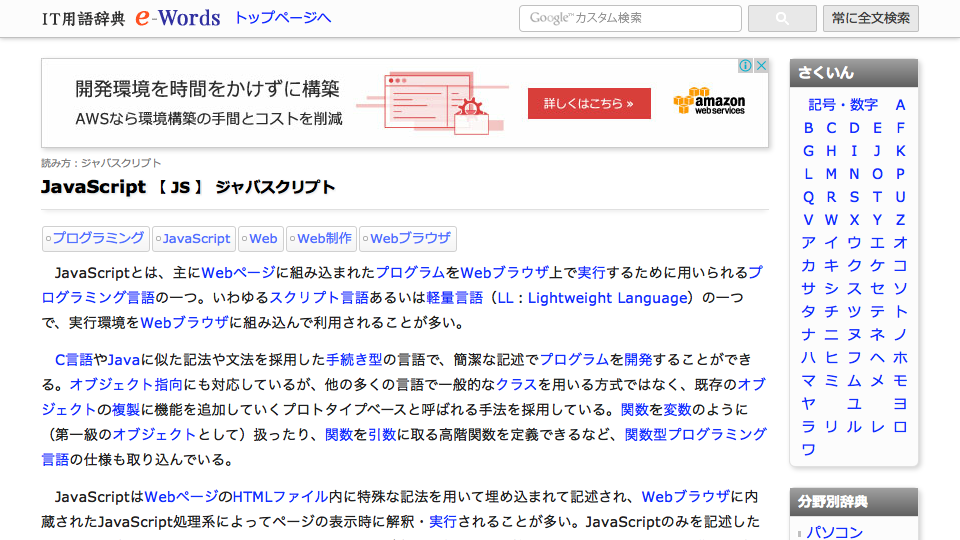 IT用語辞典 e-Words トップページへ
Google™カスタム検索
常に全文検索
開発環境を時間をかけずに構築
AWSなら環境構築の手間とコストを削減
詳しくはこちら »
amazon
web services
読み方：ジャバスクリプト
JavaScript 【 JS 】 ジャバスクリプト
プログラミング JavaScript Web Web制作 Webブラウザ
JavaScriptとは、主にWebページに組み込まれたプログラムをWebブラウザ上で実行するために用いられるプ
ログラミング言語の一つ。いわゆるスクリプト言語あるいは軽量言語（LL：Lightweight Language）の一つ
で、実行環境をWebブラウザに組み込んで利用されることが多い。
C言語やJavaに似た記法や文法を採用した手続き型の言語で、簡潔な記述でプログラムを開発することができ
る。オブジェクト指向にも対応しているが、他の多くの言語で一般的なクラスを用いる方式ではなく、既存のオブ
ジェクトの複製に機能を追加していくプロトタイプベースと呼ばれる手法を採用している。関数を変数のように
（第一級のオブジェクトとして）扱ったり、関数を引数に取る高階関数を定義できるなど、関数型プログラミング
言語の仕様も取り込んでいる。
JavaScriptはWebページのHTMLファイル内に特殊な記法を用いて埋め込まれて記述され、Webブラウザに内
蔵されたJavaScript処理系によってページの表示時に解釈・実行されることが多い。JavaScriptのみを記述した
さくいん
記号・数字 A
B C D E F
G H I J K
L M N O P
Q R S T U
V W X Y Z
ア イ ウ エ オ
カ キ ク ケ コ
サ シ ス セ ソ
タ チ ツ テ ト
ナ ニ ヌ ネ ノ
ハ ヒ フ ヘ ホ
マ ミ ム メ モ
ヤ ユ ヨ
ラ リ ル レ ロ
ワ
分野別辞典
パソコン